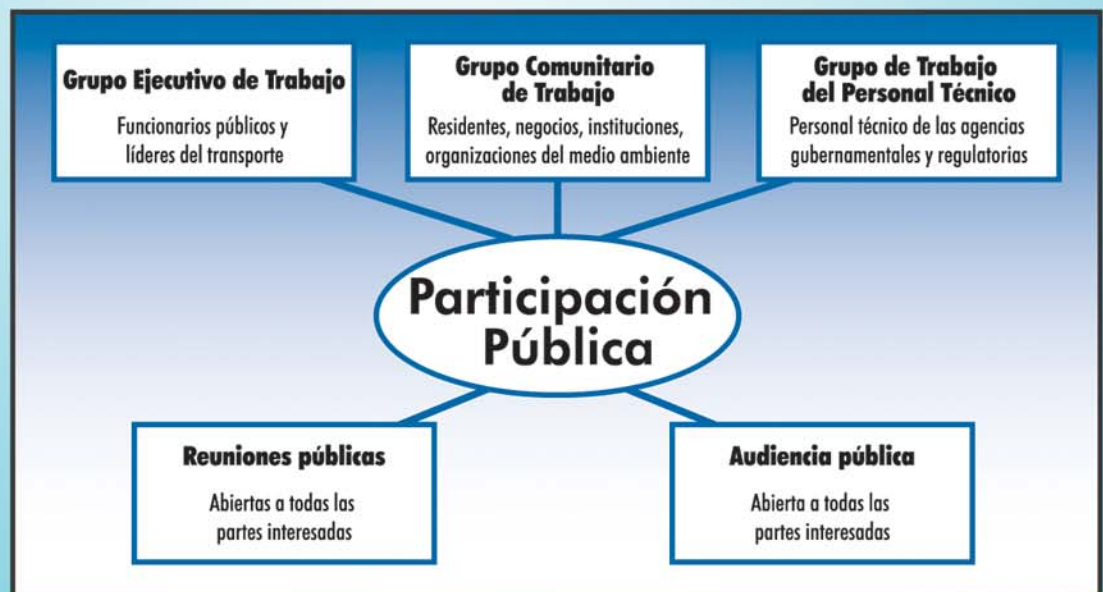 Grupo Ejecutivo de Trabajo
Funcionarios públicos y
líderes del transporte
Grupo Comunitario
de Trabajo
Residentes, negocios, instituciones,
organizaciones del medio ambiente
Grupo de Trabajo
del Personal Técnico
Personal técnico de las agencias
gubernamentales y regulatorias
Participación
Pública
Reuniones públicas
Abiertas a todas las
partes interesadas
Audiencia pública
Abierta a todas las
partes interesadas